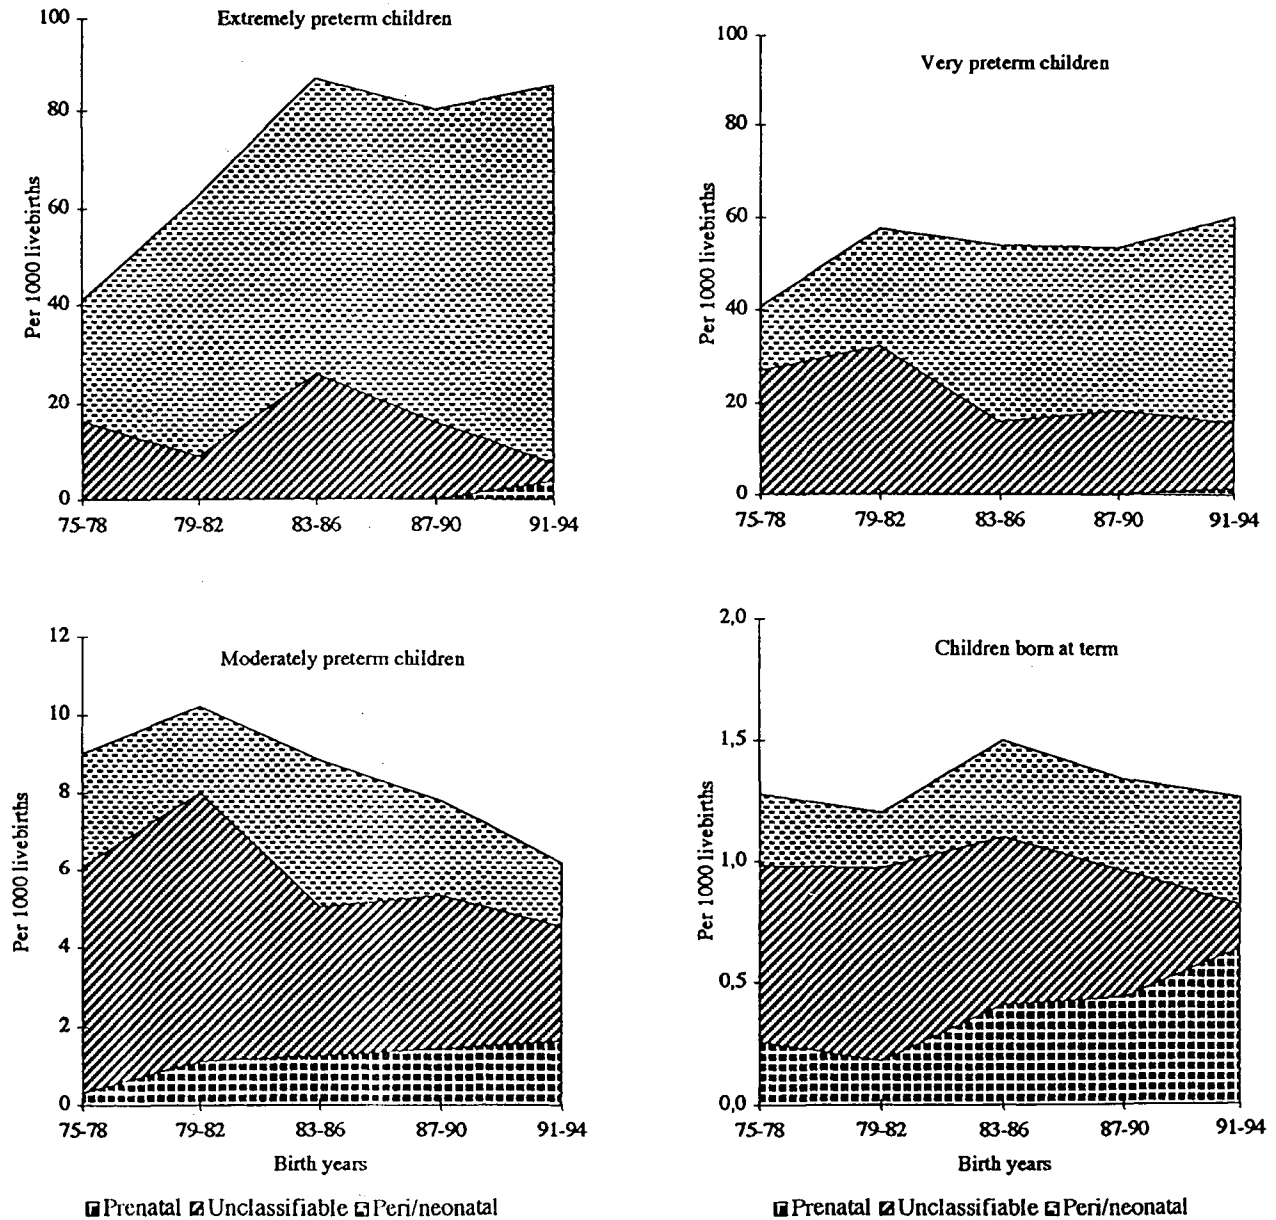 Extremely preterm children
Per 1000 livebirths
100
80
60
40
20
0
75-78 79-82 83-86 87-90 91-94
Very preterm children
Per 1000 livebirths
100
80
60
40
20
0
75-78 79-82 83-86 87-90 91-94
Moderately preterm children
Per 1000 livebirths
12
10
8
6
4
2
0
75-78 79-82 83-86 87-90 91-94
Birth years
Prenatal Unclassifiable Peri/neonatal
Children born at term
Per 1000 livebirths
2,0
1,5
1,0
0,5
0,0
75-78 79-82 83-86 87-90 91-94
Birth years
Prenatal Unclassifiable Peri/neonatal